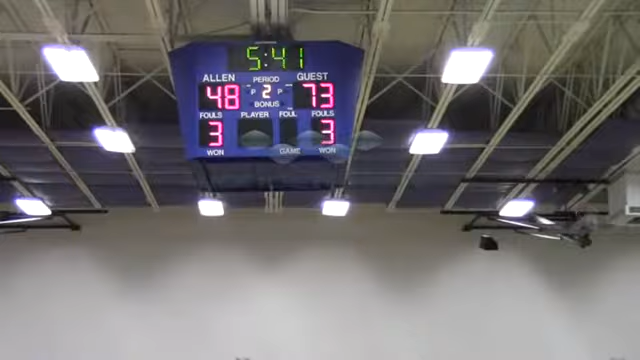 5:41
ALLEN PERIOD GUEST
48 P 2 P 73
BONUS
FOULS PLAYER FOUL FOULS
3 3
WON GAME WON